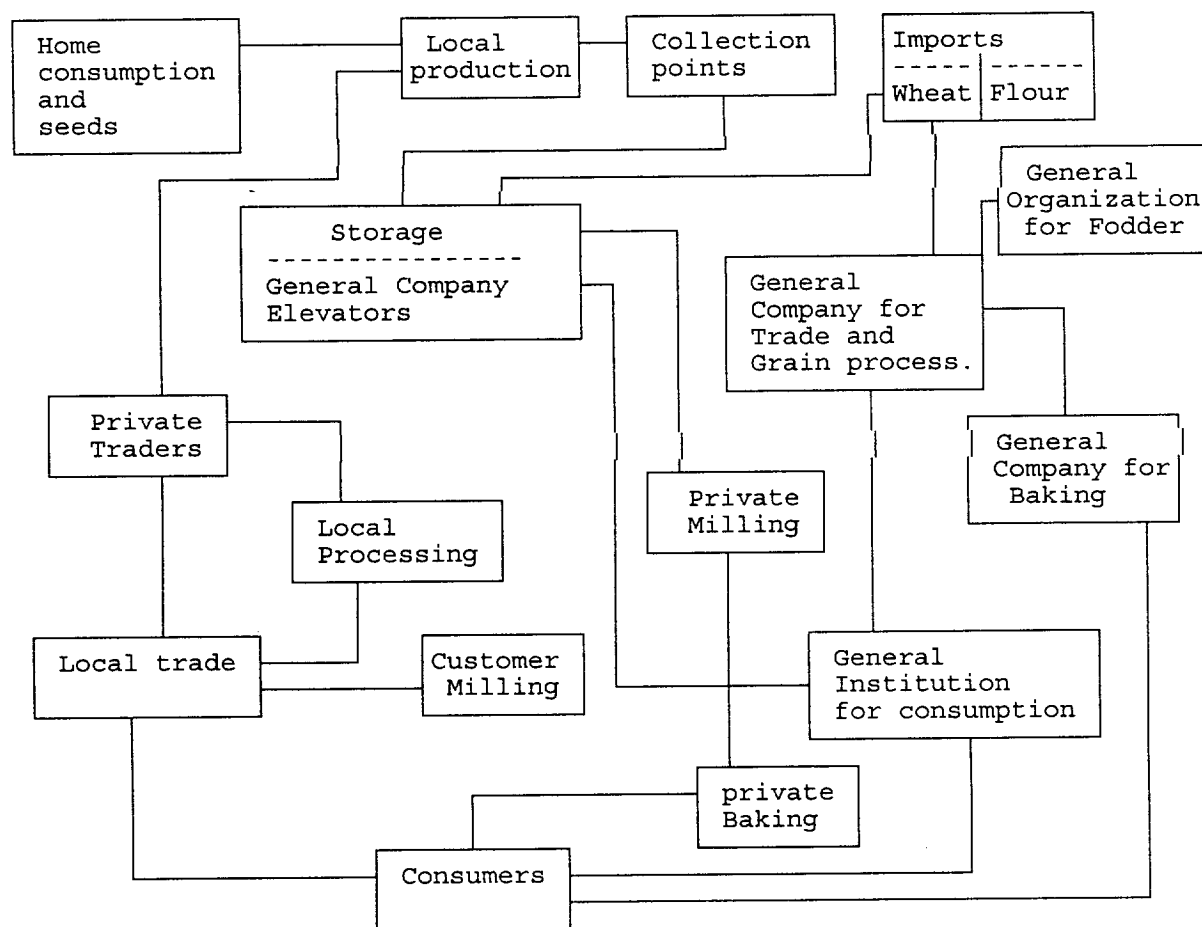 Home
consumption
and
seeds
Local
production
Collection
points
Imports
Wheat
Flour
General
Organization
for Fodder
Storage
General Company
Elevators
General
Company for
Trade and
Grain process.
Private
Traders
General
Company for
Baking
Private
Milling
Local
Processing
Local trade
Customer
Milling
General
Institution
for consumption
private
Baking
Consumers